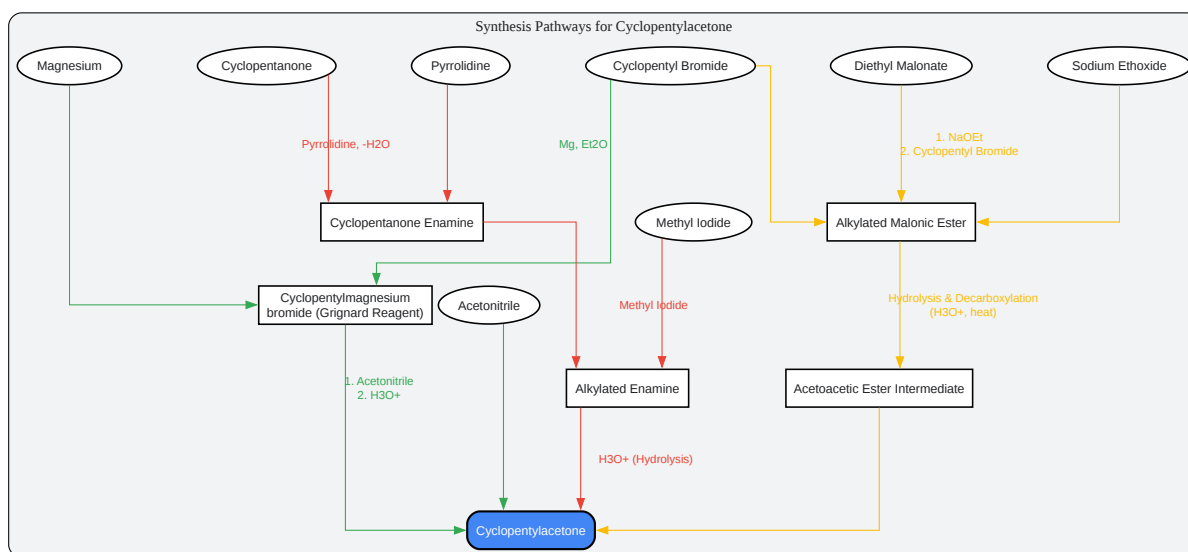 Synthesis Pathways for Cyclopentylacetone
Magnesium
Cyclopentanone
Pyrrolidine
Cyclopentyl Bromide
Diethyl Malonate
Sodium Ethoxide
Pyrrolidine, -H2O
Mg, Et2O
1. NaOEt
2. Cyclopentyl Bromide
Cyclopentanone Enamine
Methyl Iodide
Alkylated Malonic Ester
Cyclopentylmagnesium
bromide (Grignard Reagent)
Acetonitrile
Methyl Iodide
Hydrolysis & Decarboxylation
(H3O+, heat)
1. Acetonitrile
2. H3O+
Alkylated Enamine
Acetoacetic Ester Intermediate
H3O+ (Hydrolysis)
Cyclopentylacetone